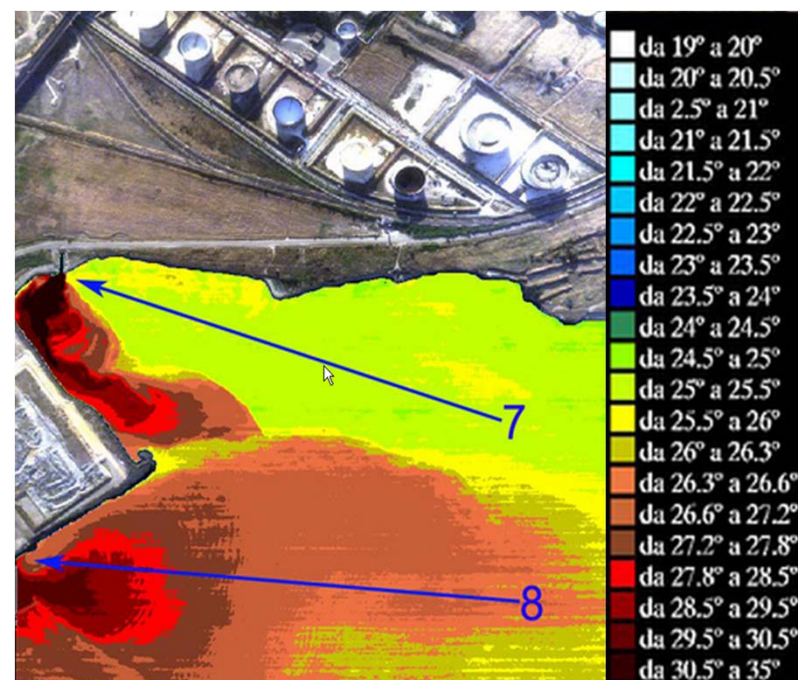 da 19° a 20°
da 20° a 20.5°
da 2.5° a 21°
da 21° a 21.5°
da 21.5° a 22°
da 22° a 22.5°
da 22.5° a 23°
da 23° a 23.5°
da 23.5° a 24°
da 24° a 24.5°
da 24.5° a 25°
da 25° a 25.5°
da 25.5° a 26°
da 26° a 26.3°
da 26.3° a 26.6°
da 26.6° a 27.2°
da 27.2° a 27.8°
da 27.8° a 28.5°
da 28.5° a 29.5°
da 29.5° a 30.5°
da 30.5° a 35°
7
8